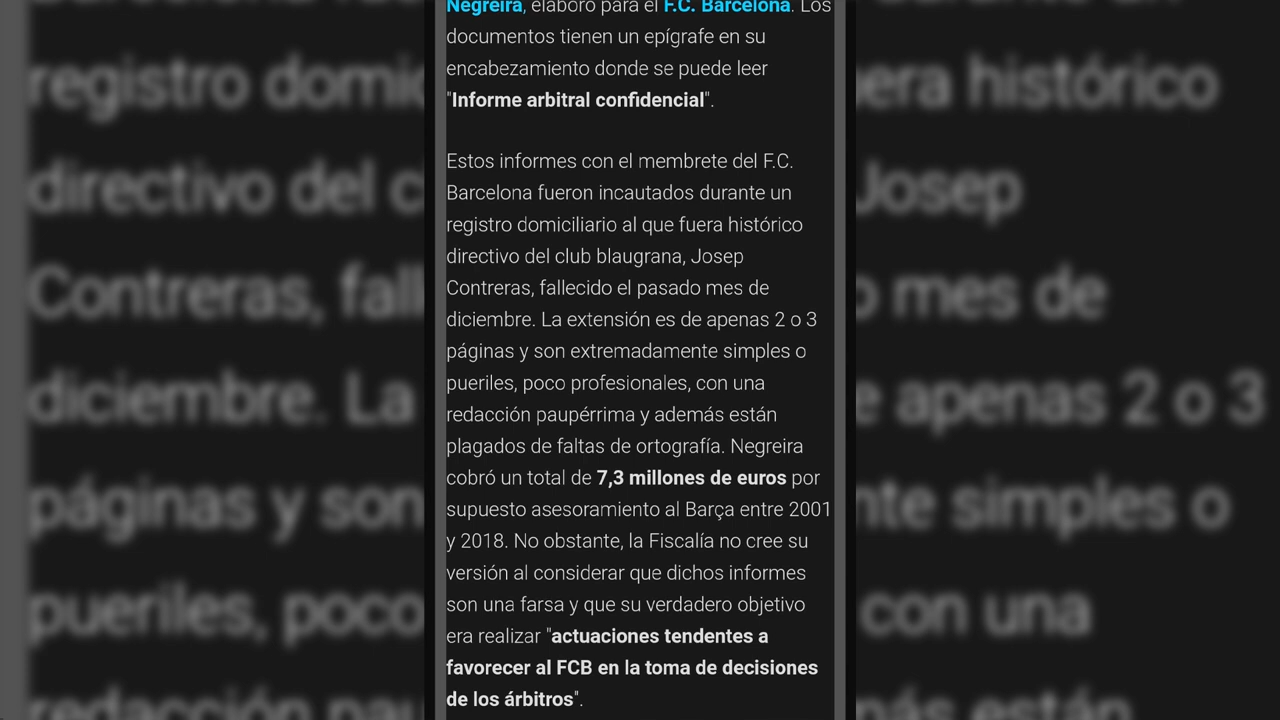 Negreira, elaboró para el F.C. Barcelona. Los
documentos tienen un epígrafe en su
encabezamiento donde se puede leer
"Informe arbitral confidencial".
Estos informes con el membrete del F.C.
Barcelona fueron incautados durante un
registro domiciliario al que fuera histórico
directivo del club blaugrana, Josep
Contreras, fallecido el pasado mes de
diciembre. La extensión es de apenas 2 o 3
páginas y son extremadamente simples o
pueriles, poco profesionales, con una
redacción paupérrima y además están
plagados de faltas de ortografía. Negreira
cobró un total de 7,3 millones de euros por
supuesto asesoramiento al Barça entre 2001
y 2018. No obstante, la Fiscalía no cree su
versión al considerar que dichos informes
son una farsa y que su verdadero objetivo
era realizar "actuaciones tendentes a
favorecer al FCB en la toma de decisiones
de los árbitros".